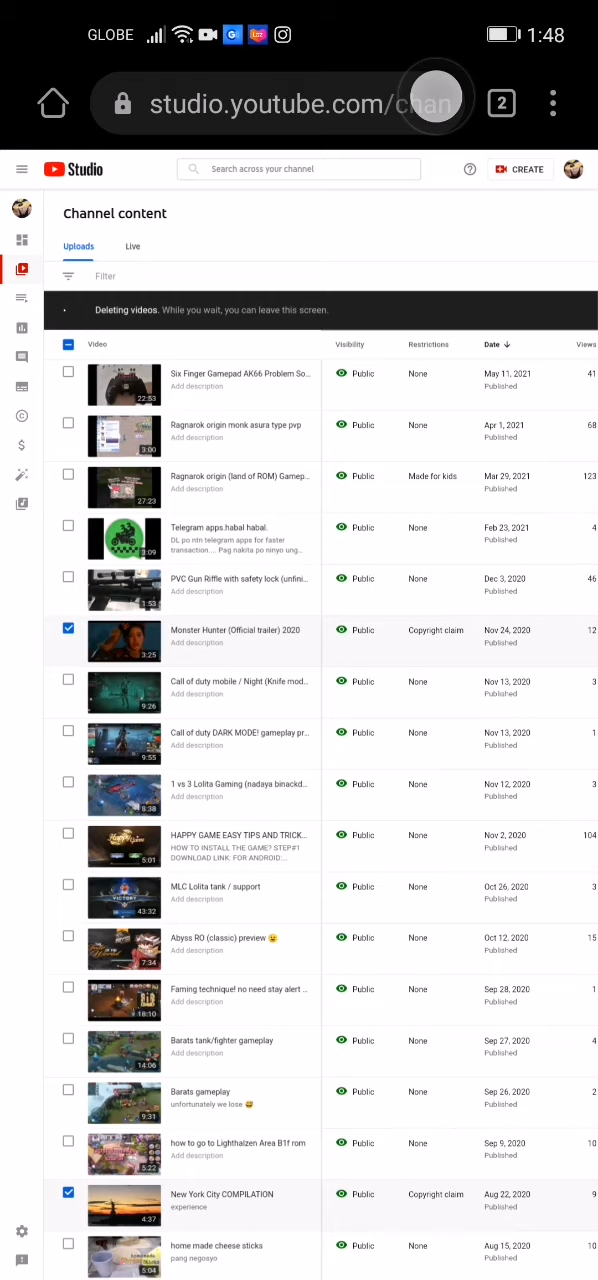 GLOBE
1:48
studio.youtube.com/chan
2
Studio
Search across your channel
CREATE
Channel content
Uploads
Live
Filter
Deleting videos. While you wait, you can leave this screen.
Video
Visibility
Restrictions
Date
Views
22:53
Six Finger Gamepad AK66 Problem So...
Add description
Public
None
May 11, 2021
Published
41
3:00
Ragnarok origin monk asura type pvp
Add description
Public
None
Apr 1, 2021
Published
68
27:23
Ragnarok origin (land of ROM) Gamep...
Add description
Public
Made for kids
Mar 29, 2021
Published
123
3:09
Telegram apps.habal habal.
DL po ntn telegram apps for faster
transaction.... Pag nakita po ninyo ung...
Public
None
Feb 23, 2021
Published
4
1:53
PVC Gun Riffle with safety lock (unfini...
Add description
Public
None
Dec 3, 2020
Published
46
3:25
Monster Hunter (Official trailer) 2020
Add description
Public
Copyright claim
Nov 24, 2020
Published
12
9:26
Call of duty mobile / Night (Knife mod...
Add description
Public
None
Nov 13, 2020
Published
3
9:55
Call of duty DARK MODE! gameplay pr...
Add description
Public
None
Nov 13, 2020
Published
1
8:38
1 vs 3 Lolita Gaming (nadaya binackd...
Add description
Public
None
Nov 12, 2020
Published
3
5:01
HAPPY GAME EASY TIPS AND TRICK...
HOW TO INSTALL THE GAME? STEP#1
DOWNLOAD LINK: FOR ANDROID:...
Public
None
Nov 2, 2020
Published
104
VICTORY
43:32
MLC Lolita tank / support
Add description
Public
None
Oct 26, 2020
Published
3
7:34
Abyss RO (classic) preview 😉
Add description
Public
None
Oct 12, 2020
Published
15
18:10
Faming technique! no need stay alert ...
Add description
Public
None
Sep 28, 2020
Published
1
14:06
Barats tank/fighter gameplay
Add description
Public
None
Sep 27, 2020
Published
4
9:31
Barats gameplay
unfortunately we lose 😅
Public
None
Sep 26, 2020
Published
2
5:22
how to go to Lighthalzen Area B1f rom
Add description
Public
None
Sep 9, 2020
Published
10
4:37
New York City COMPILATION
experience
Public
Copyright claim
Aug 22, 2020
Published
9
5:04
home made cheese sticks
pang negosyo
Public
None
Aug 15, 2020
Published
10